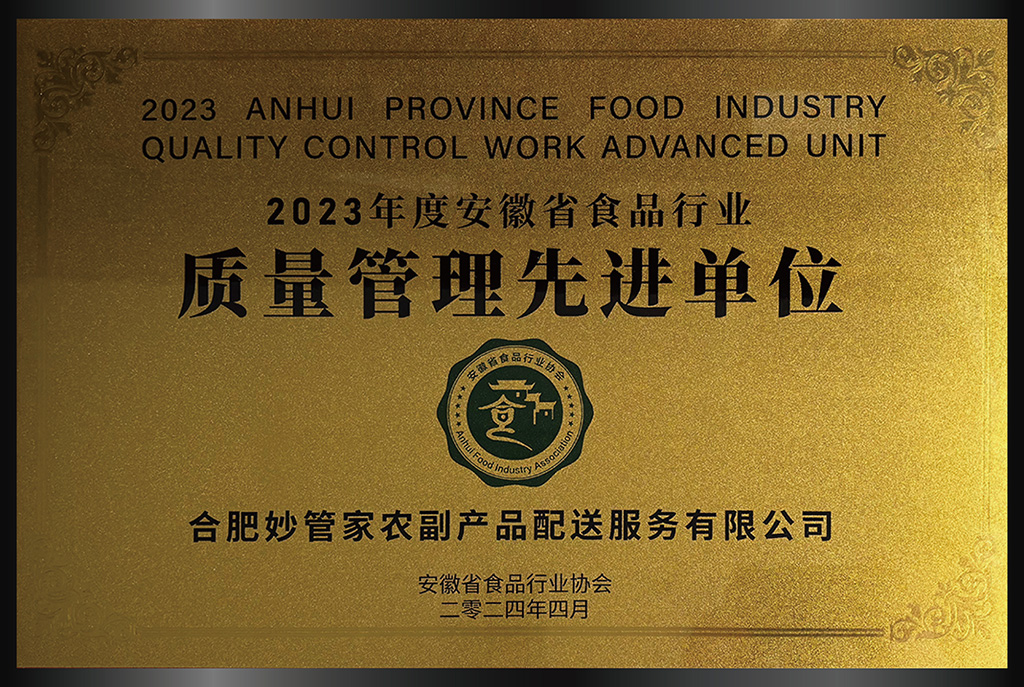 2023 ANHUI PROVINCE FOOD INDUSTRY
QUALITY CONTROL WORK ADVANCED UNIT
2023年度安徽省食品行业
质量管理先进单位
安徽省食品行业协会
Anhui Food Industry Association
合肥妙管家农副产品配送服务有限公司
安徽省食品行业协会
二零二四年四月